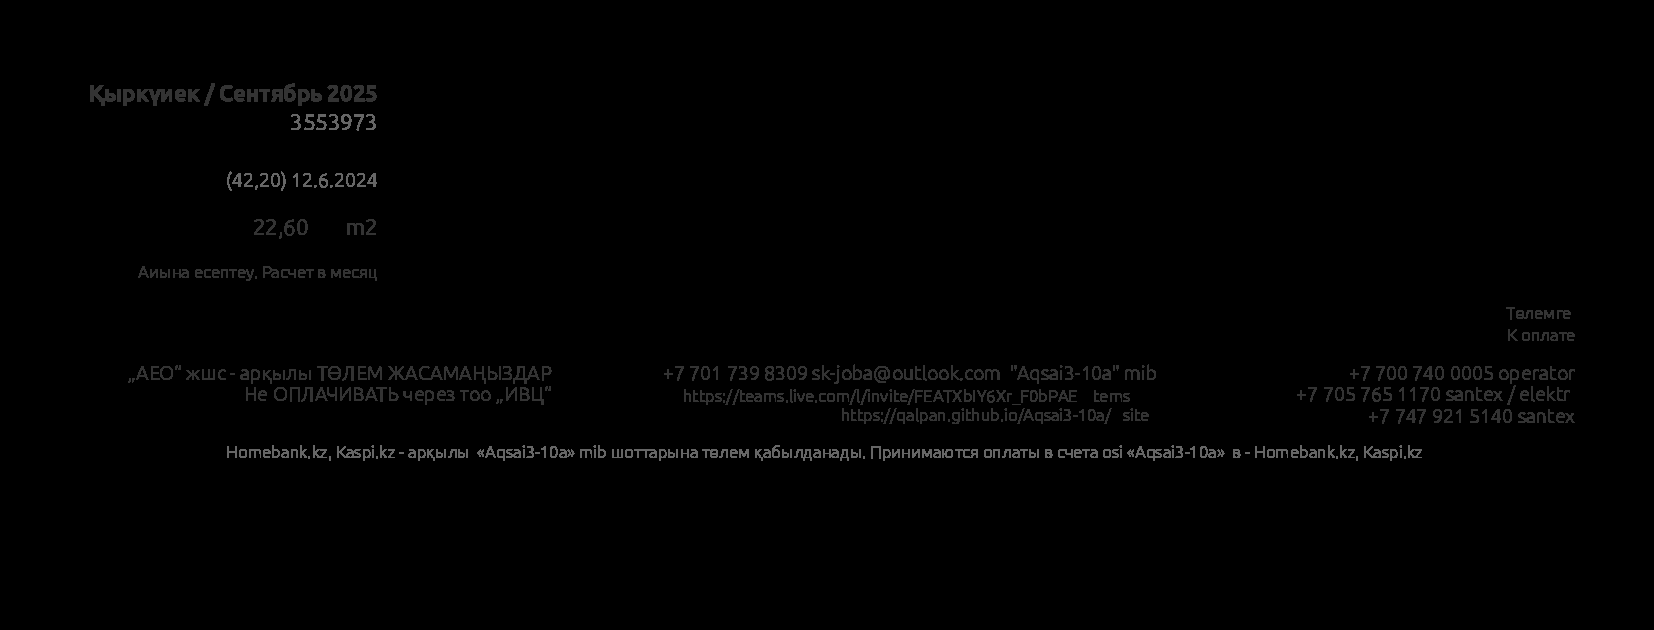 Қыркүиек / Сентябрь 2025
3553973
(42,20) 12.6.2024
22,60 m2
Аиына есептеу. Расчет в месяц
Төлемге
К оплате
„АЕО“ жшс - арқылы ТӨЛЕМ ЖАСАМАҢЫЗДАР +7 701 739 8309 sk-joba@outlook.com "Aqsai3-10a" mib +7 700 740 0005 operator
Не ОПЛАЧИВАТЬ через тоо „ИВЦ“ https://teams.live.com/l/invite/FEATXbIY6Xr_F0bPAE tems +7 705 765 1170 santex / elektr
https://qalpan.github.io/Aqsai3-10a/ site +7 747 921 5140 santex
Homebank.kz, Kaspi.kz - арқылы «Aqsai3-10a» mib шоттарына төлем қабылданады. Принимаются оплаты в счета osi «Aqsai3-10a» в - Homebank.kz, Kaspi.kz